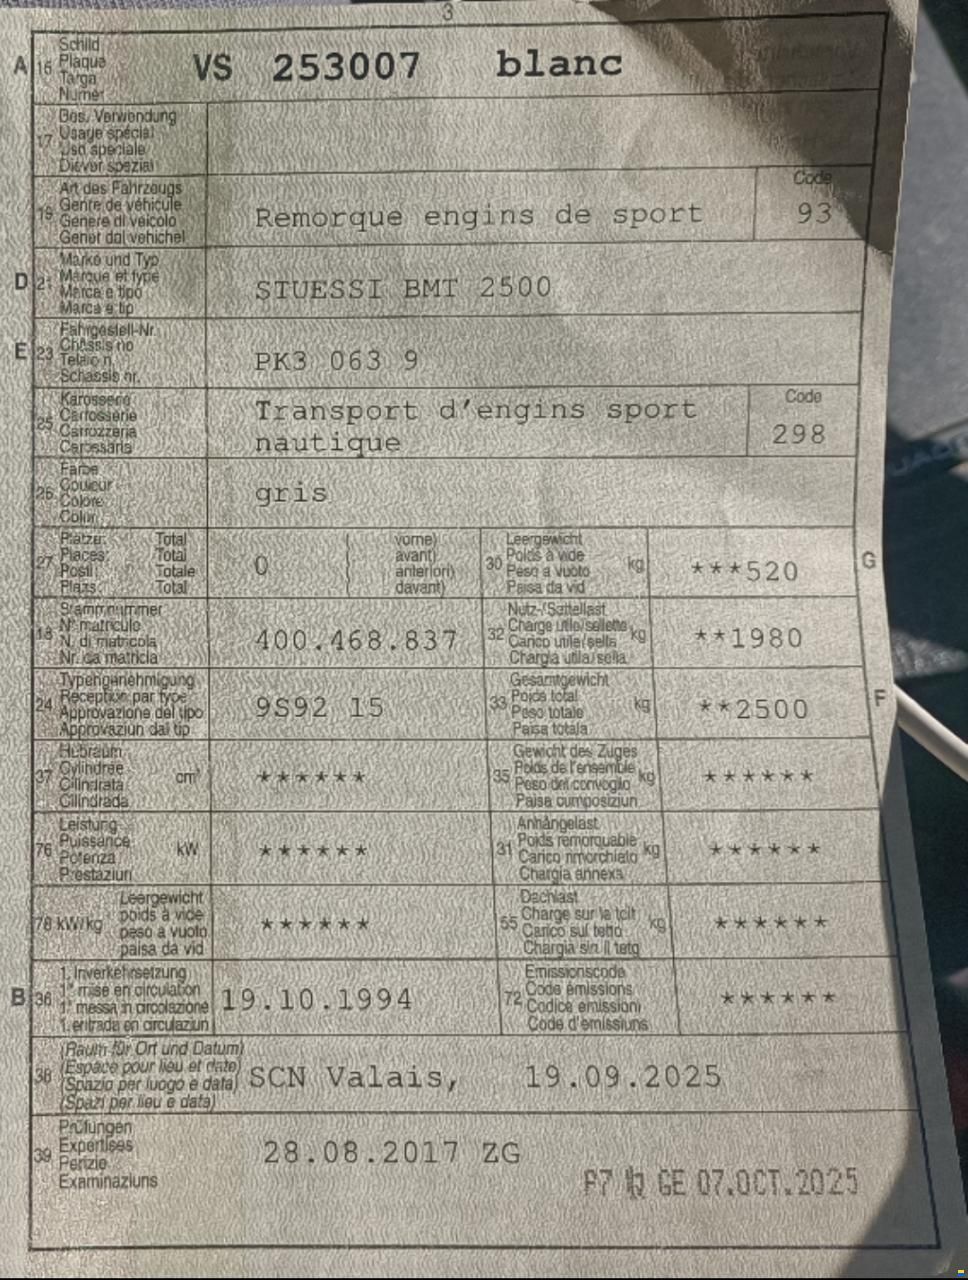 3
A 16 Schild
Plaque
Targa
Numer
VS 253007 blanc
17 Bes. Verwendung
Usage spécial
Uso speciale
Diever spezial
19 Art des Fahrzeugs
Genre de véhicule
Genere di veicolo
Gener dal vehichel
Remorque engins de sport
Code
93
D 21 Marke und Typ
Marque et type
Marca e tipo
Marca e tip
STUESSI BMT 2500
E 23 Fahrgestell-Nr.
Châssis no
Telaio n.
Schassis nr.
PK3 063 9
25 Karosserie
Carrosserie
Carrozzeria
Carossaria
Transport d'engins sport
nautique
Code
298
26 Farbe
Couleur
Colore
Colur
gris
27 Plätze: Total
Places: Total
Posti: Totale
Plazs: Total
0
( vorne)
avant)
anteriori)
davant)
G
30 Leergewicht
Poids à vide
Peso a vuoto
Paisa da vid
kg
***520
18 Stammnummer
N° matricule
N. di matricola
Nr. da matricla
400.468.837
32 Nutz-/Sattellast
Charge utile/sellette
Carico utile/sella
Chargia utila/sella
kg
**1980
24 Typengenehmigung
Réception par type
Approvazione del tipo
Approvaziun dal tip
9S92 15
F
33 Gesamtgewicht
Poids total
Peso totale
Paisa totala
kg
**2500
37 Hubraum
Cylindrée
Cilindrata
Cilindrada
cm³
******
35 Gewicht des Zuges
Poids de l'ensemble
Peso del convoglio
Paisa cumposiziun
kg
******
76 Leistung
Puissance
Potenza
Prestaziun
kW
******
31 Anhängelast
Poids remorquable
Carico rimorchiato
Chargia annexa
kg
******
78 kW/kg Leergewicht
poids à vide
peso a vuoto
paisa da vid
******
55 Dachlast
Charge sur le toit
Carico sul tetto
Chargia sin il tetg
kg
******
B 36 1. Inverkehrsetzung
1re mise en circulation
1a messa in circolazione
1. entrada en circulaziun
19.10.1994
72 Emissionscode
Code émissions
Codice emissioni
Code d'emissiuns
******
38 (Raum für Ort und Datum)
(Espace pour lieu et date)
(Spazio per luogo e data)
(Spazi per lieu e data)
SCN Valais, 19.09.2025
39 Prüfungen
Expertises
Perizie
Examinaziuns
28.08.2017 ZG
P7 GE 07.OCT.2025